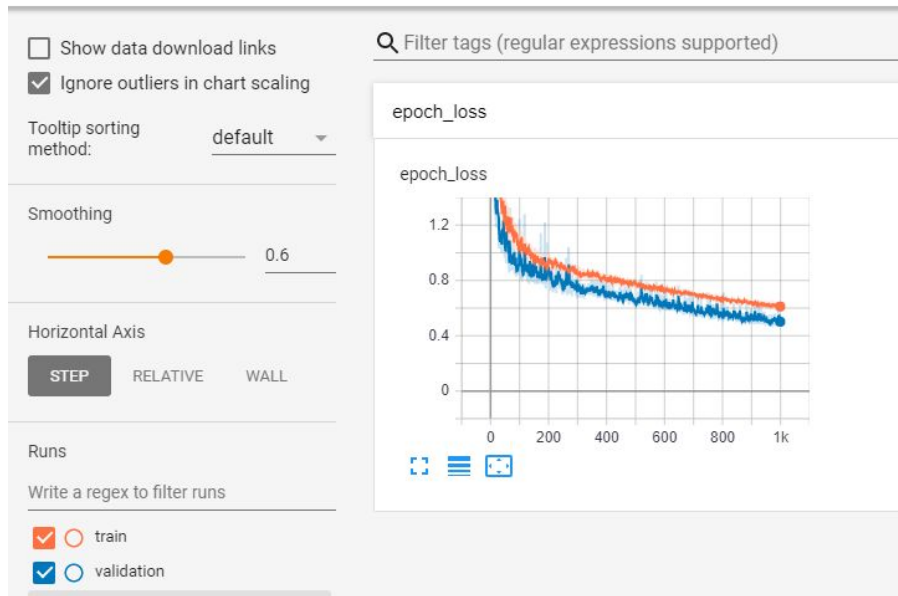 Show data download links
Ignore outliers in chart scaling
Tooltip sorting
method:
default
Smoothing
0.6
Horizontal Axis
STEP RELATIVE WALL
Runs
Write a regex to filter runs
train
validation
Filter tags (regular expressions supported)
epoch_loss
epoch_loss
1.2
0.8
0.4
0
0 200 400 600 800 1k